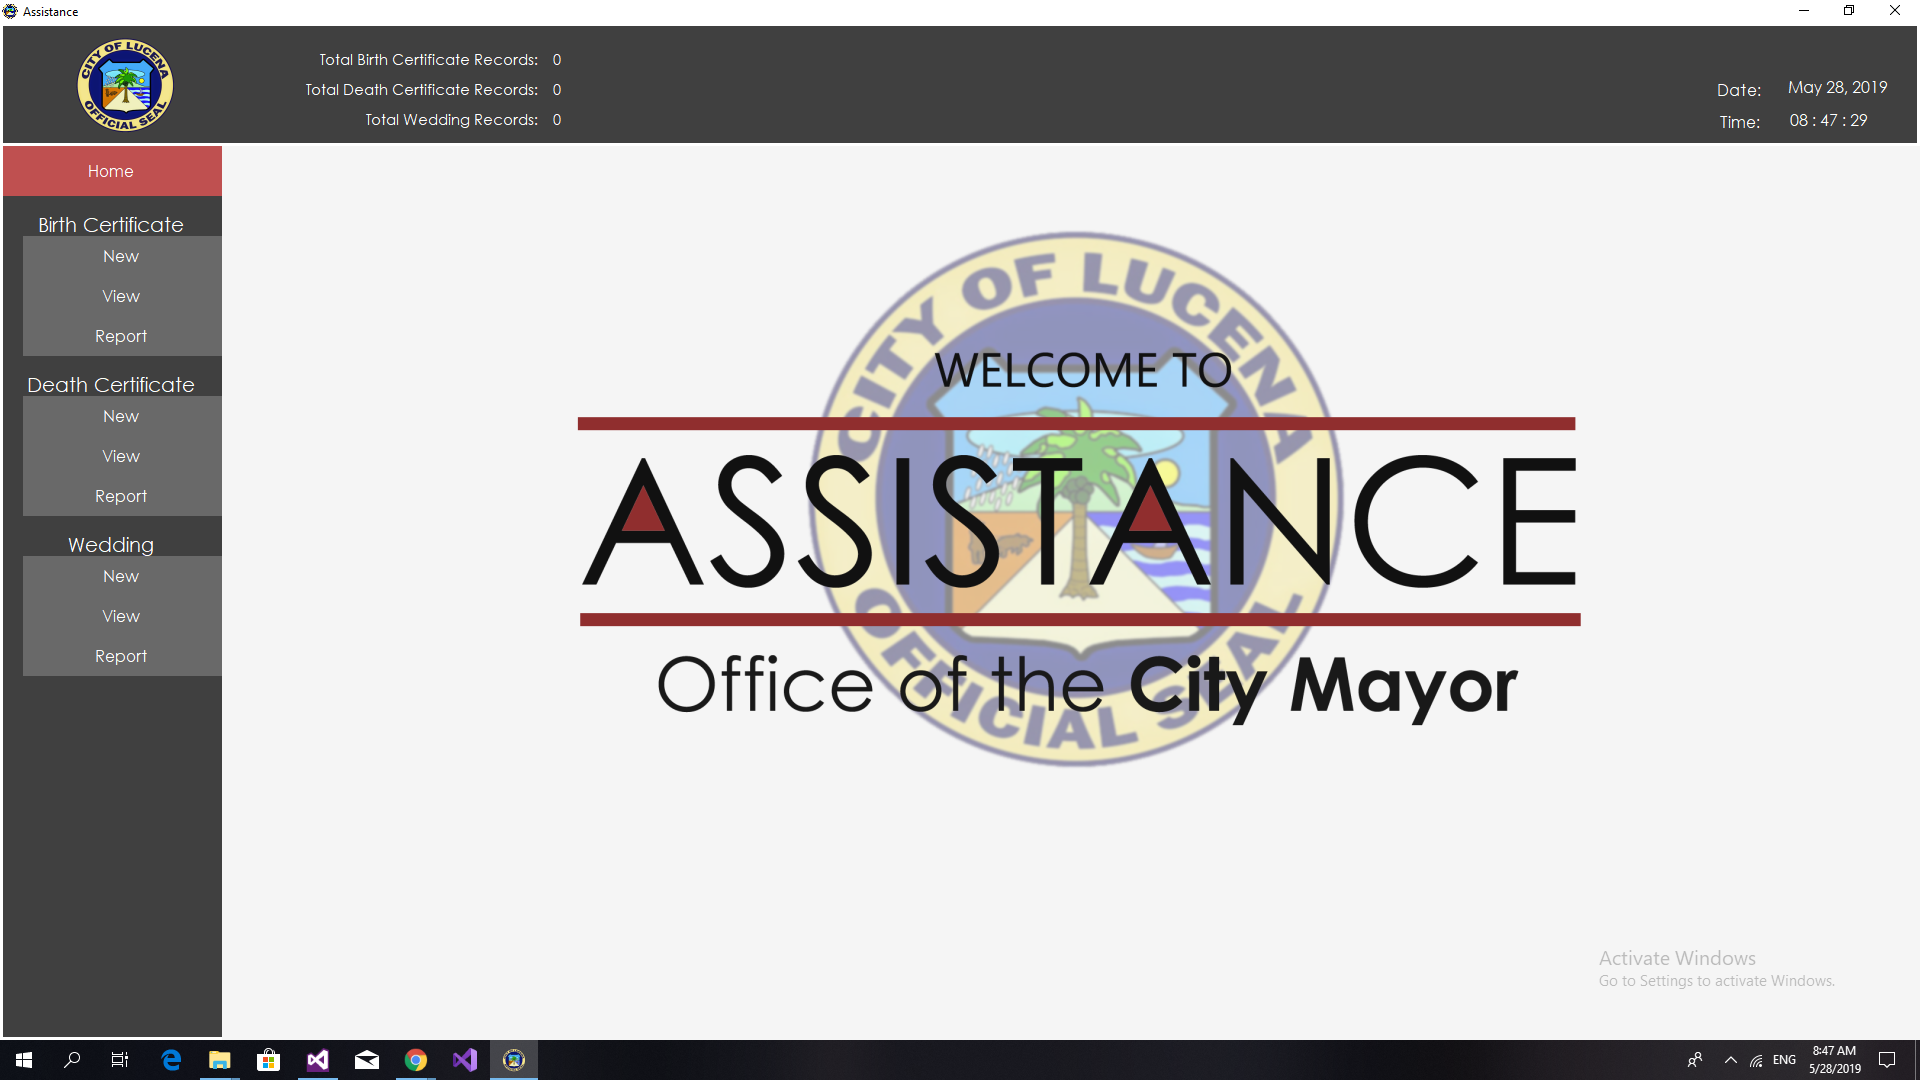 Assistance
CITY OF LUCENA
OFFICIAL SEAL
Total Birth Certificate Records: 0
Total Death Certificate Records: 0
Total Wedding Records: 0
Date: May 28, 2019
Time: 08 : 47 : 29
Home
Birth Certificate
New
View
Report
Death Certificate
New
View
Report
Wedding
New
View
Report
CITY OF LUCENA
WELCOME TO
ASSISTANCE
Office of the City Mayor
OFFICIAL SEAL
Activate Windows
Go to Settings to activate Windows.
ENG
8:47 AM
5/28/2019